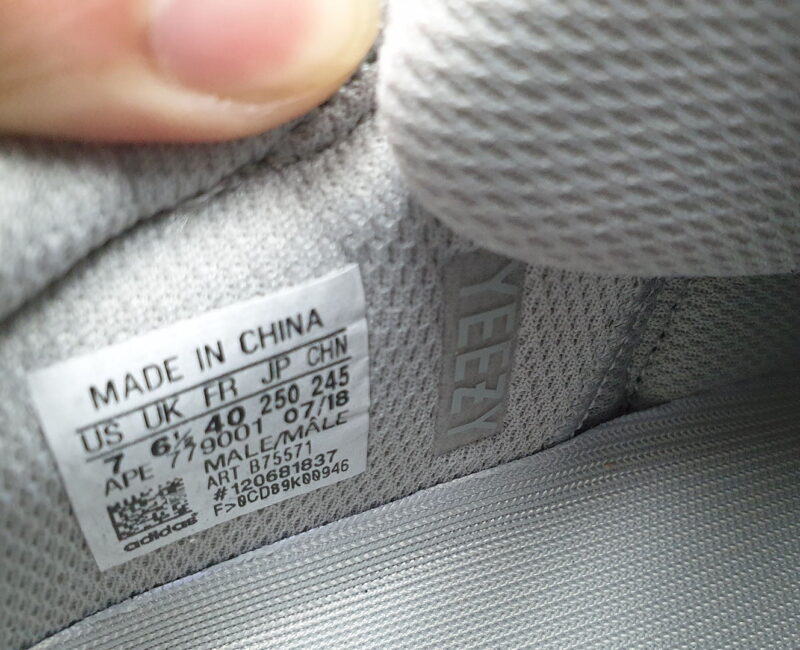 MADE IN CHINA
US UK FR JP CHN
7 6½ 40 250 245
APE 779001 07/18
MALE/MÂLE
ART B75571
#120681837
F>0CD89K00946
adidas
YEEZY